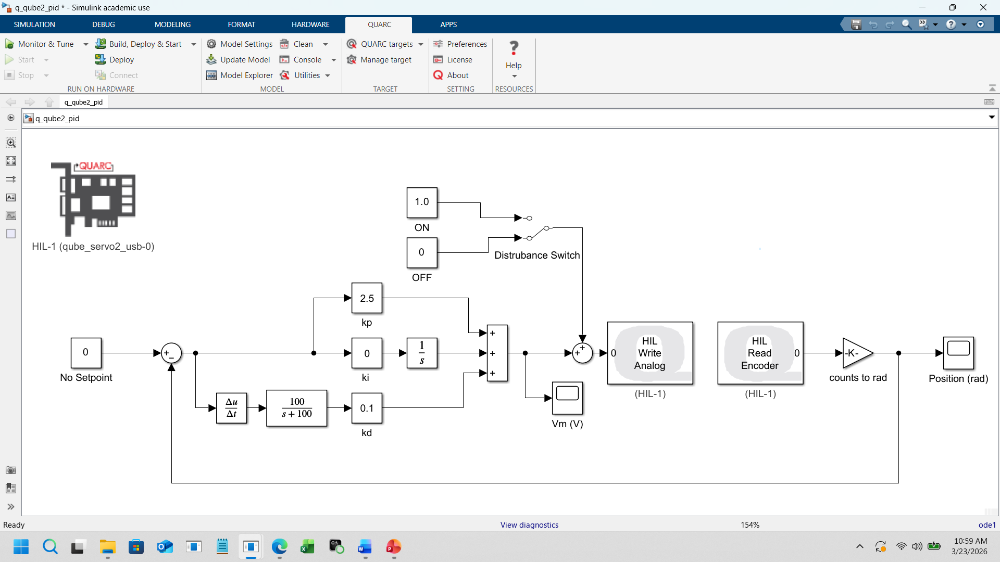 q_qube2_pid * - Simulink academic use
SIMULATION DEBUG MODELING FORMAT HARDWARE QUARC APPS
Monitor & Tune Build, Deploy & Start Model Settings Clean QUARC targets Preferences
Start Deploy Update Model Console Manage target License
Stop Connect Model Explorer Utilities About Help
RUN ON HARDWARE MODEL TARGET SETTING RESOURCES
q_qube2_pid
q_qube2_pid
QUARC
HIL-1 (qube_servo2_usb-0)
1.0
ON
0
OFF
Distrubance Switch
2.5
kp
0
No Setpoint
+
−
0
ki
1
s
Δu
Δt
100
s + 100
0.1
kd
+
+
+
+
+
Vm (V)
0
HIL
Write
Analog
(HIL-1)
HIL
Read
Encoder
0
(HIL-1)
-K-
counts to rad
Position (rad)
Ready View diagnostics 154% ode1
10:59 AM
3/23/2026